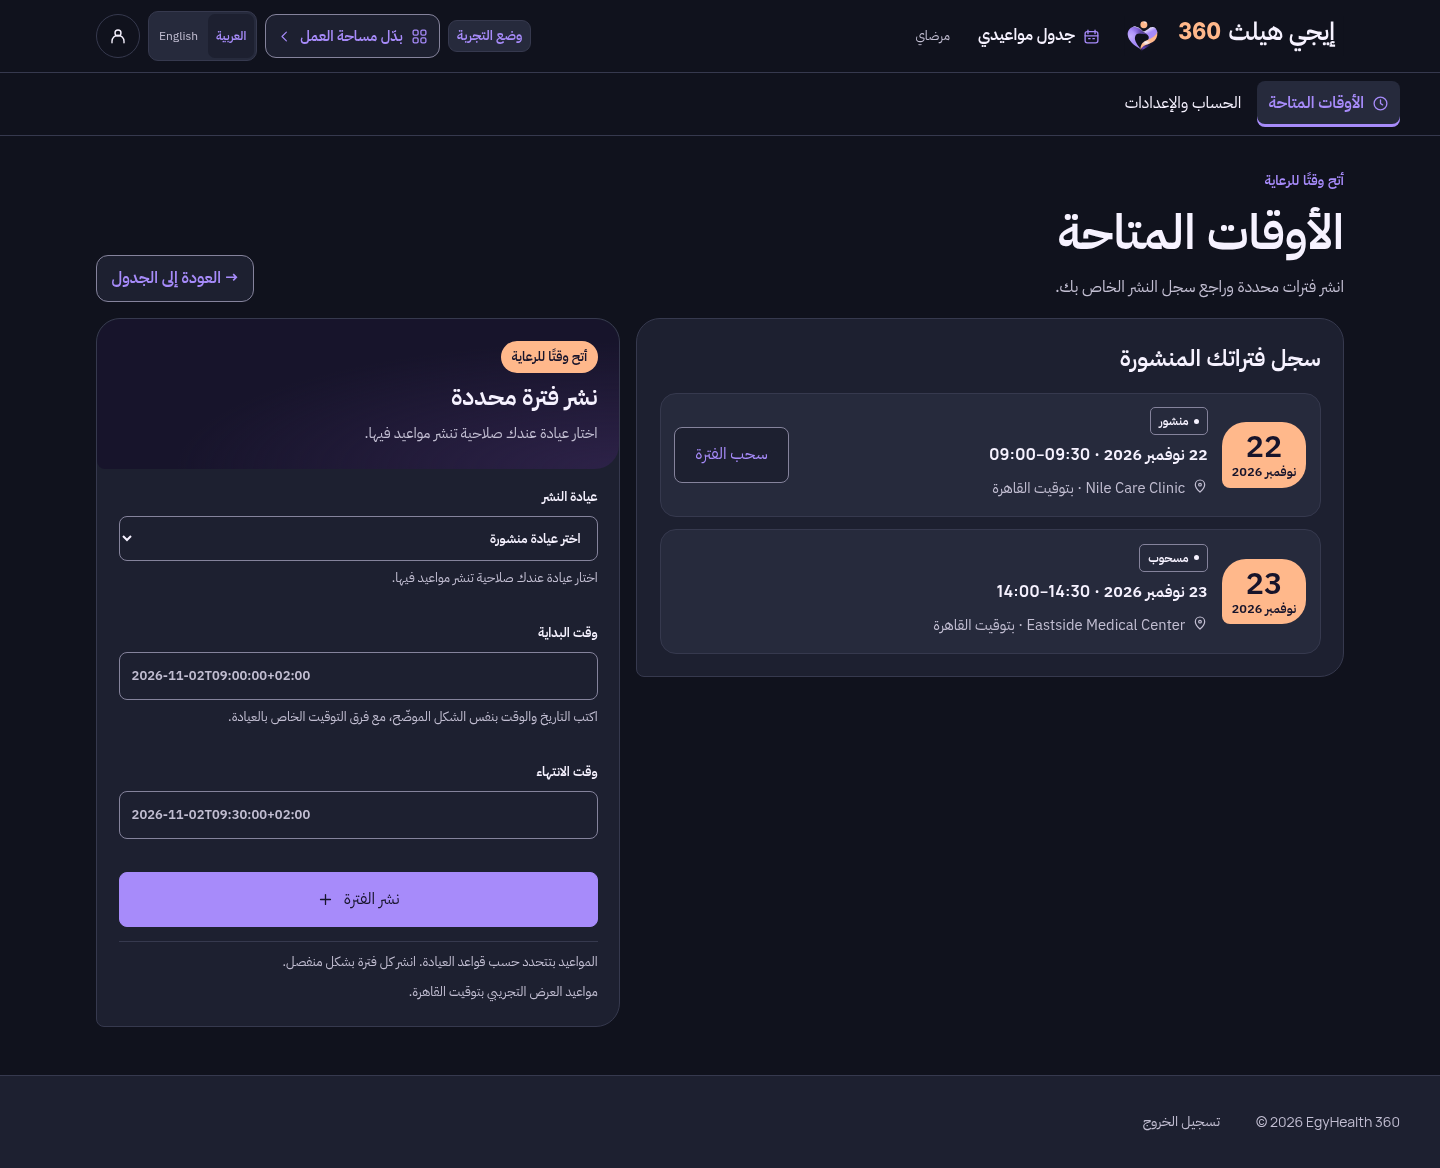 إيجي هيلث 360
جدول مواعيدي
مرضاي
وضع التجربة
بدّل مساحة العمل
العربية
English
الأوقات المتاحة
الحساب والإعدادات
أتح وقتًا للرعاية
الأوقات المتاحة
انشر فترات محددة وراجع سجل النشر الخاص بك.
→ العودة إلى الجدول
سجل فتراتك المنشورة
22
نوفمبر 2026
منشور
22 نوفمبر 2026 · 09:00–09:30
Nile Care Clinic · بتوقيت القاهرة
سحب الفترة
23
نوفمبر 2026
مسحوب
23 نوفمبر 2026 · 14:00–14:30
Eastside Medical Center · بتوقيت القاهرة
أتح وقتًا للرعاية
نشر فترة محددة
اختار عيادة عندك صلاحية تنشر مواعيد فيها.
عيادة النشر
اختر عيادة منشورة
اختار عيادة عندك صلاحية تنشر مواعيد فيها.
وقت البداية
2026-11-02T09:00:00+02:00
اكتب التاريخ والوقت بنفس الشكل الموضّح، مع فرق التوقيت الخاص بالعيادة.
وقت الانتهاء
2026-11-02T09:30:00+02:00
نشر الفترة +
المواعيد بتتحدد حسب قواعد العيادة. انشر كل فترة بشكل منفصل.
مواعيد العرض التجريبي بتوقيت القاهرة.
© 2026 EgyHealth 360
تسجيل الخروج